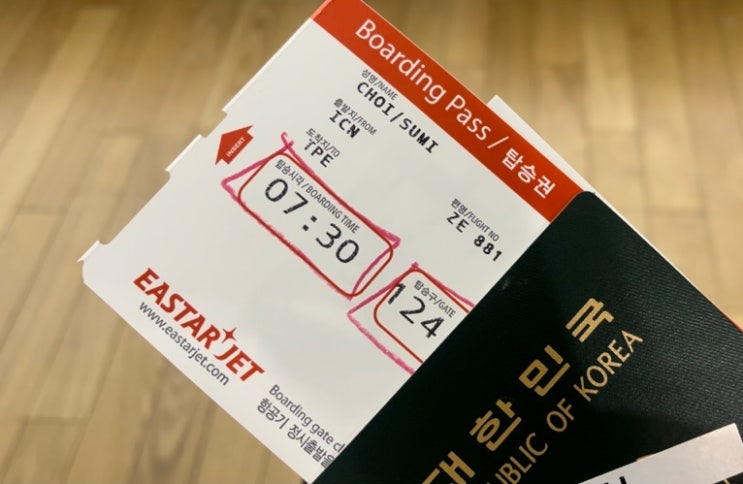 Boarding Pass / 탑승권
성명/NAME
CHOI/SUMI
출발지/FROM
ICN
도착지/TO
TPE
편명/FLIGHT NO
ZE 881
탑승시각/BOARDING TIME
07:30
탑승구/GATE
124
INSERT
EASTAR JET
www.eastarjet.com
Boarding gate
항공기 정시출발을
대한민국
REPUBLIC OF KOREA